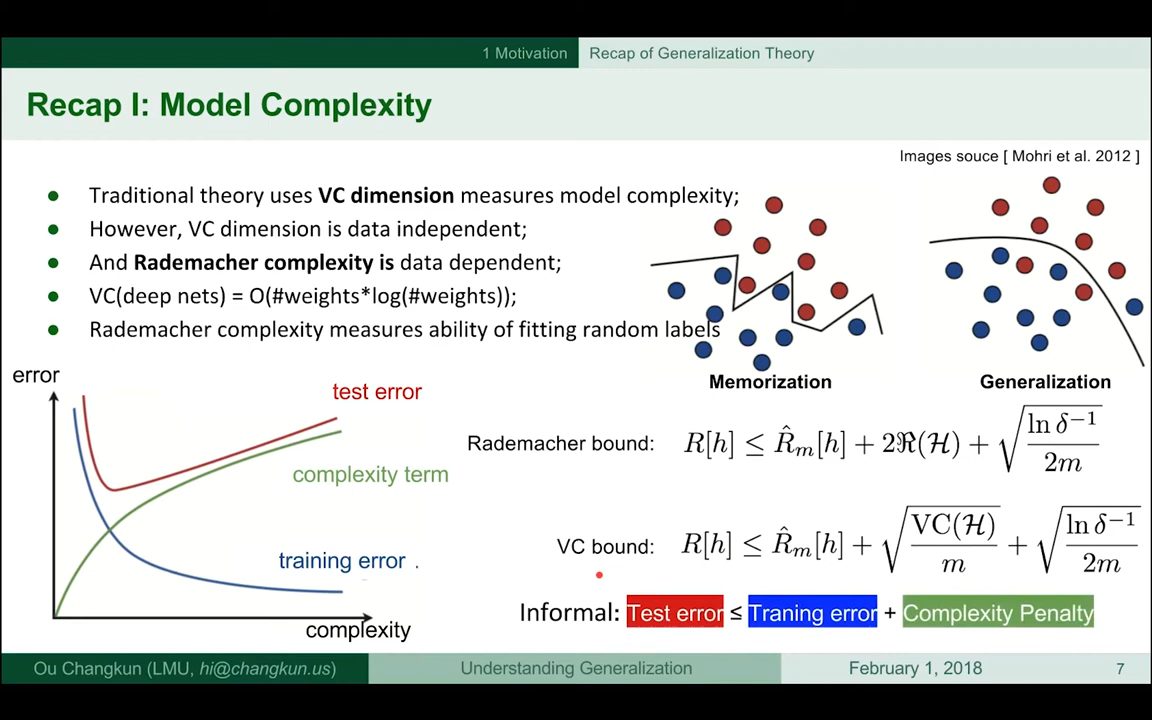 1 Motivation
Recap of Generalization Theory
Recap I: Model Complexity
Images souce [ Mohri et al. 2012 ]
● Traditional theory uses VC dimension measures model complexity;
● However, VC dimension is data independent;
● And Rademacher complexity is data dependent;
● VC(deep nets) = O(#weights*log(#weights));
● Rademacher complexity measures ability of fitting random labels
Memorization
Generalization
error
test error
complexity term
training error .
complexity
Rademacher bound: R[h] ≤ R̂ₘ[h] + 2ℜ(ℋ) + √(ln δ⁻¹ / 2m)
VC bound: R[h] ≤ R̂ₘ[h] + √(VC(ℋ) / m) + √(ln δ⁻¹ / 2m)
Informal: Test error ≤ Traning error + Complexity Penalty
Ou Changkun (LMU, hi@changkun.us)
Understanding Generalization
February 1, 2018
7